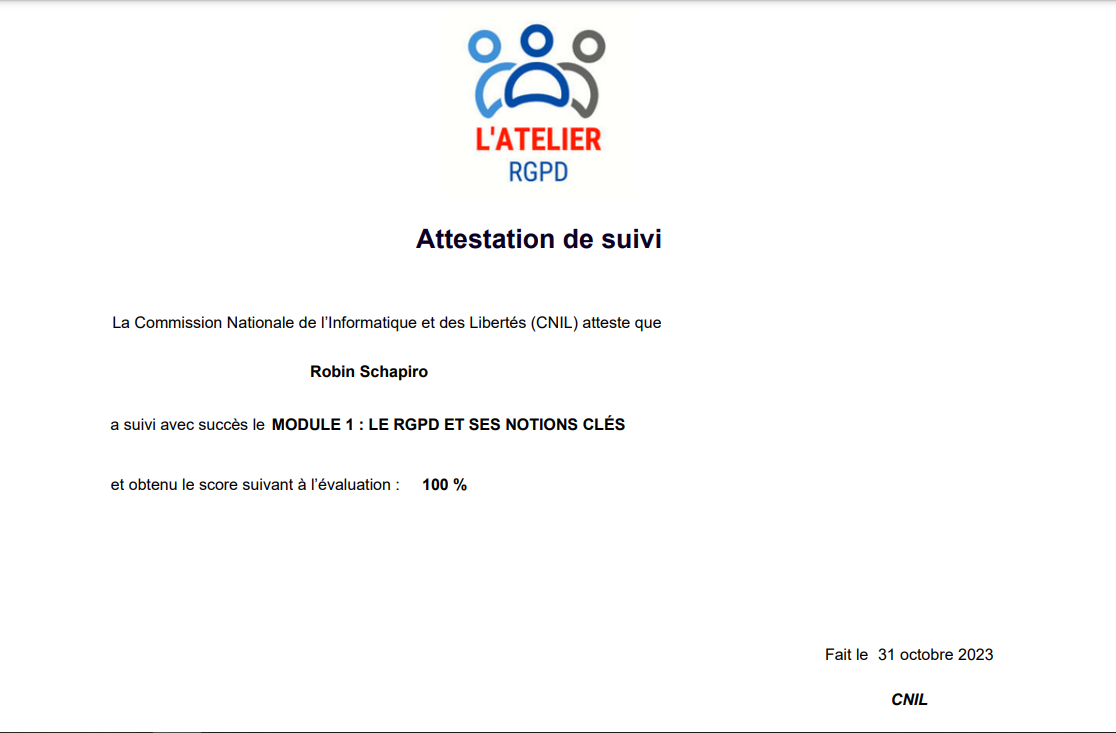 L'ATELIER
RGPD
Attestation de suivi
La Commission Nationale de l’Informatique et des Libertés (CNIL) atteste que
Robin Schapiro
a suivi avec succès le MODULE 1 : LE RGPD ET SES NOTIONS CLÉS
et obtenu le score suivant à l’évaluation : 100 %
Fait le 31 octobre 2023
CNIL